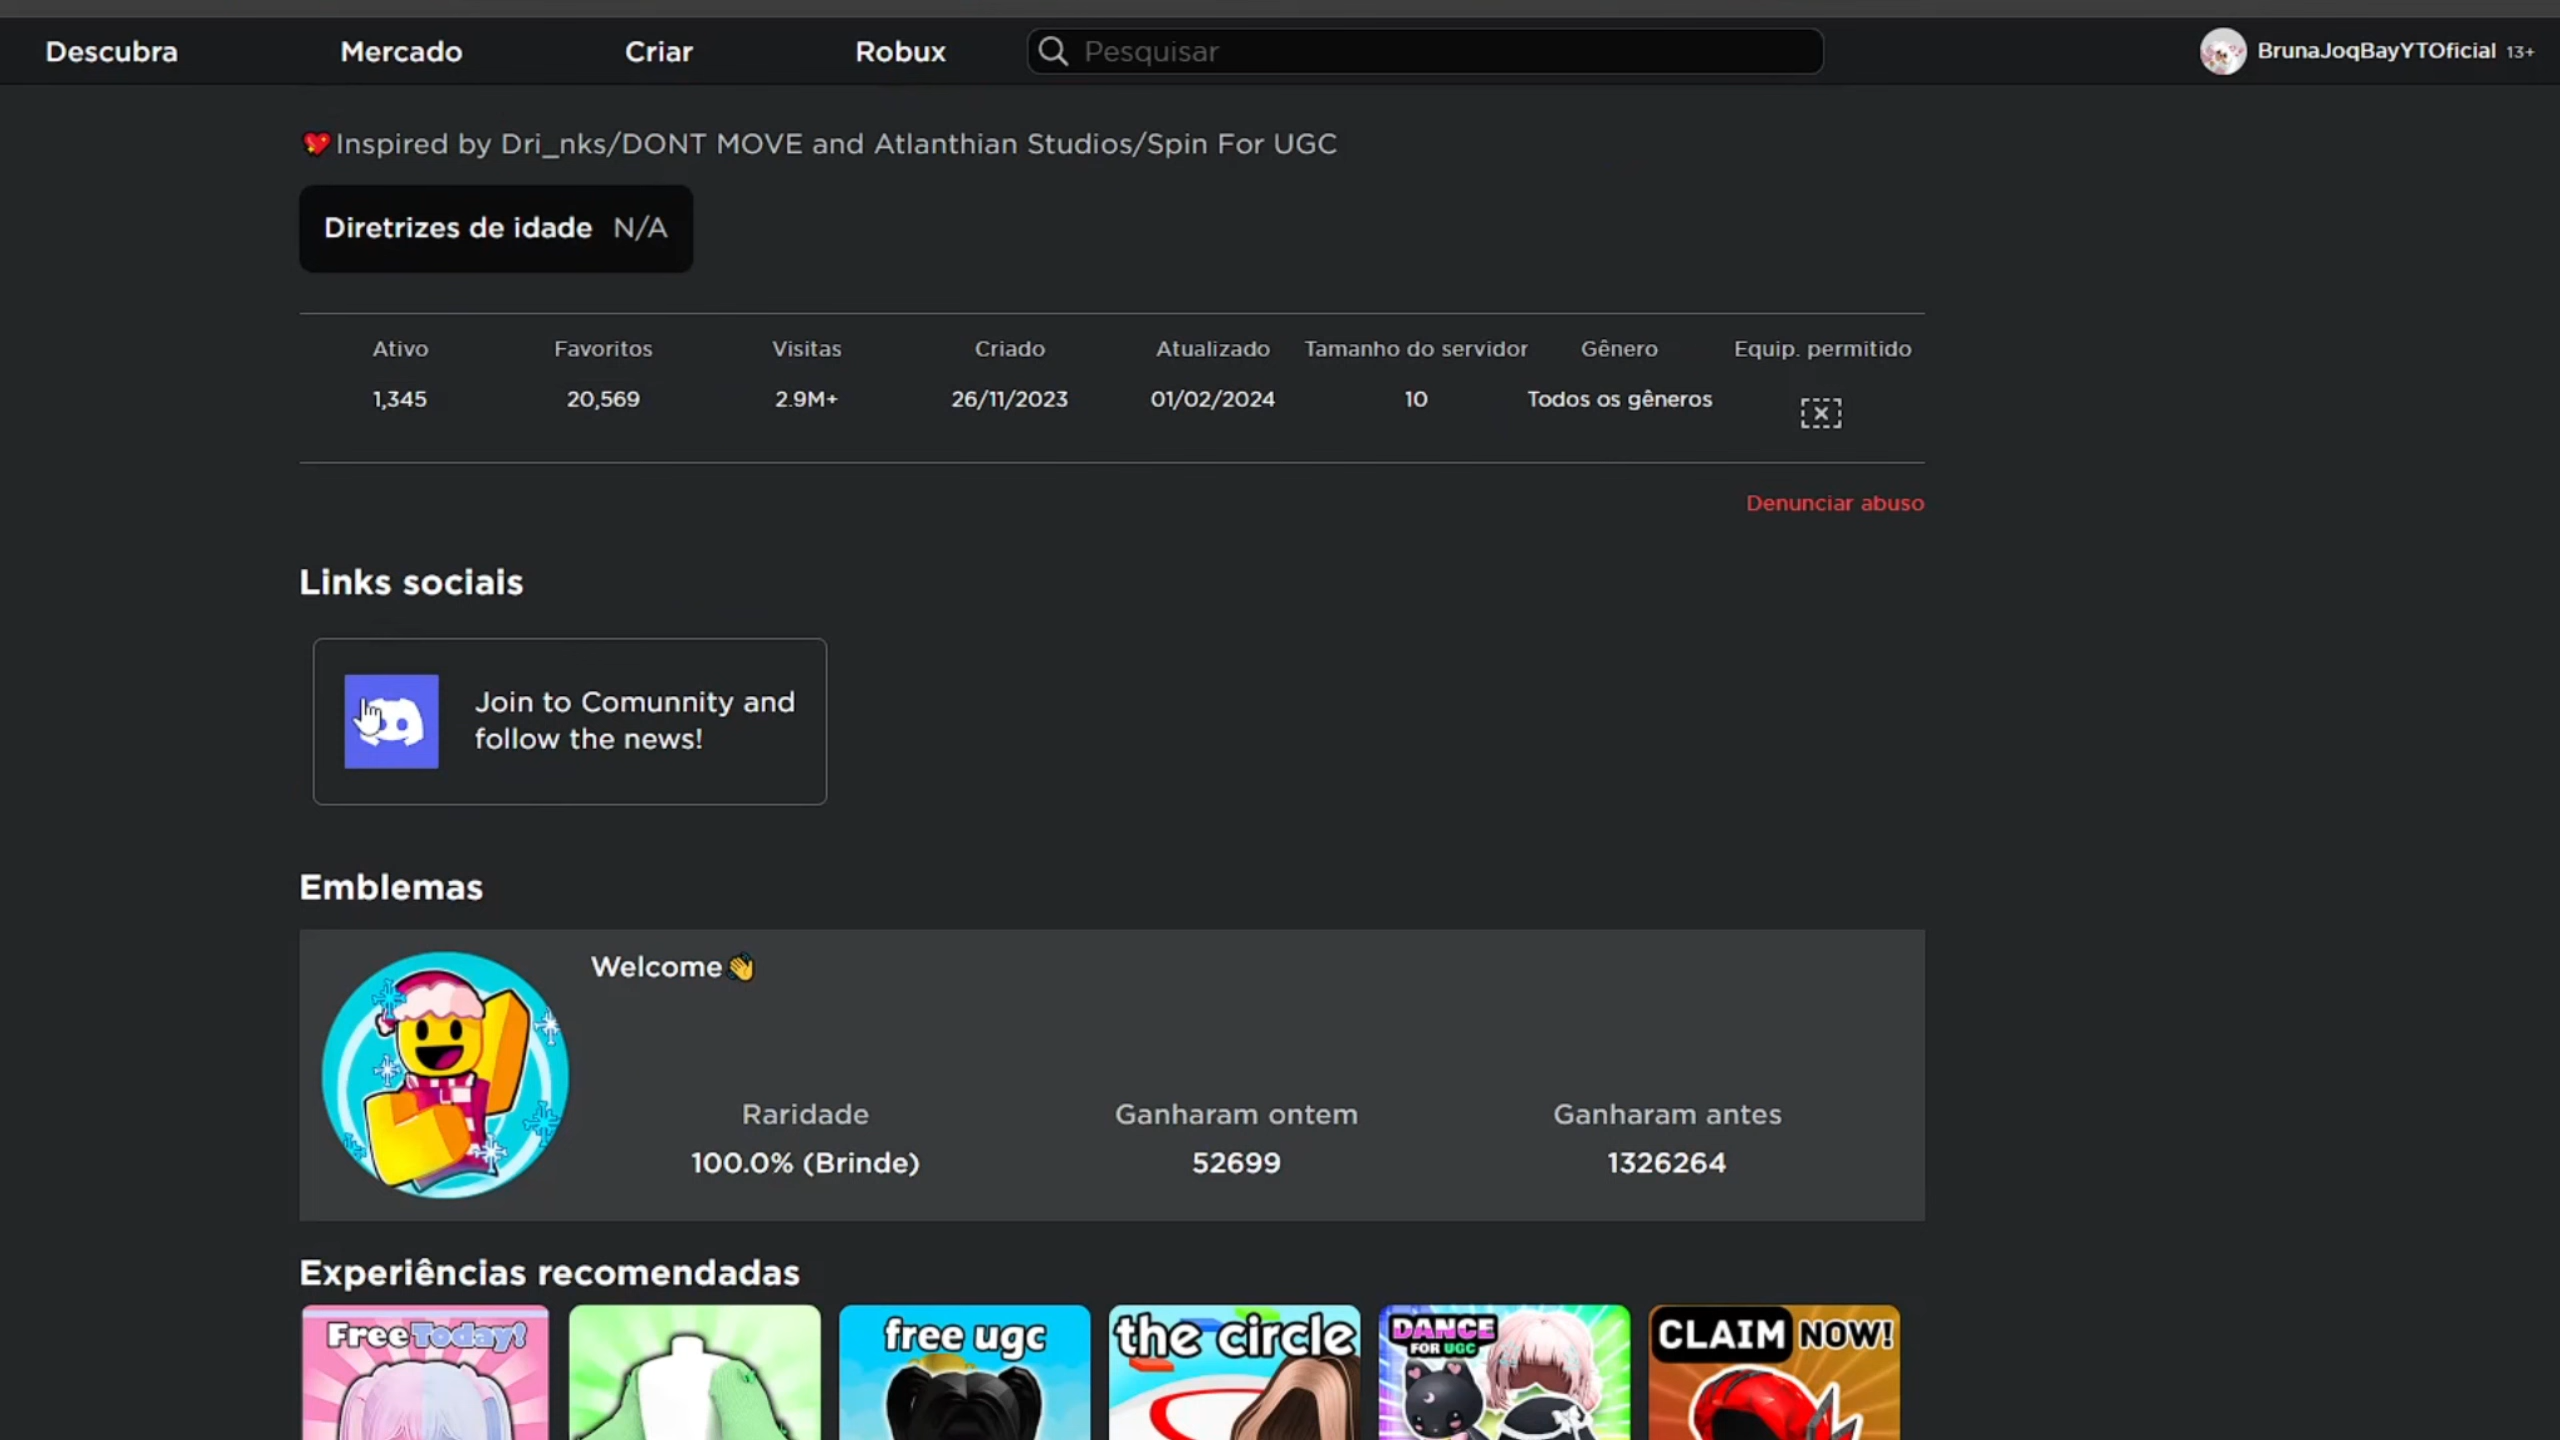 Descubra
Mercado
Criar
Robux
Pesquisar
BrunaJoqBayYTOficial 13+
💖Inspired by Dri_nks/DONT MOVE and Atlanthian Studios/Spin For UGC
Diretrizes de idade N/A
Ativo
Favoritos
Visitas
Criado
Atualizado
Tamanho do servidor
Gênero
Equip. permitido
1,345
20,569
2.9M+
26/11/2023
01/02/2024
10
Todos os gêneros
Denunciar abuso
Links sociais
Join to Comunnity and
follow the news!
Emblemas
Welcome👋
Raridade
Ganharam ontem
Ganharam antes
100.0% (Brinde)
52699
1326264
Experiências recomendadas
Free Today!
free ugc
the circle
DANCE
FOR UGC
CLAIM NOW!